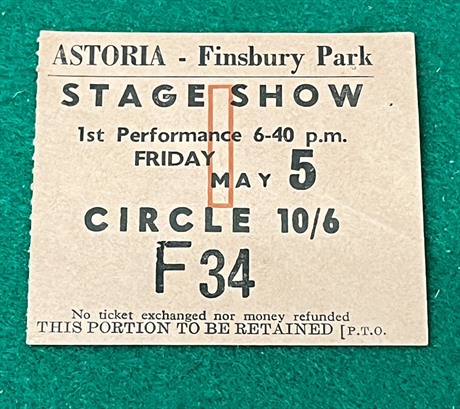 ASTORIA - Finsbury Park
STAGE SHOW
1st Performance 6-40 p.m.
FRIDAY
MAY 5
CIRCLE 10/6
F 34
No ticket exchanged nor money refunded
THIS PORTION TO BE RETAINED [P.T.O.